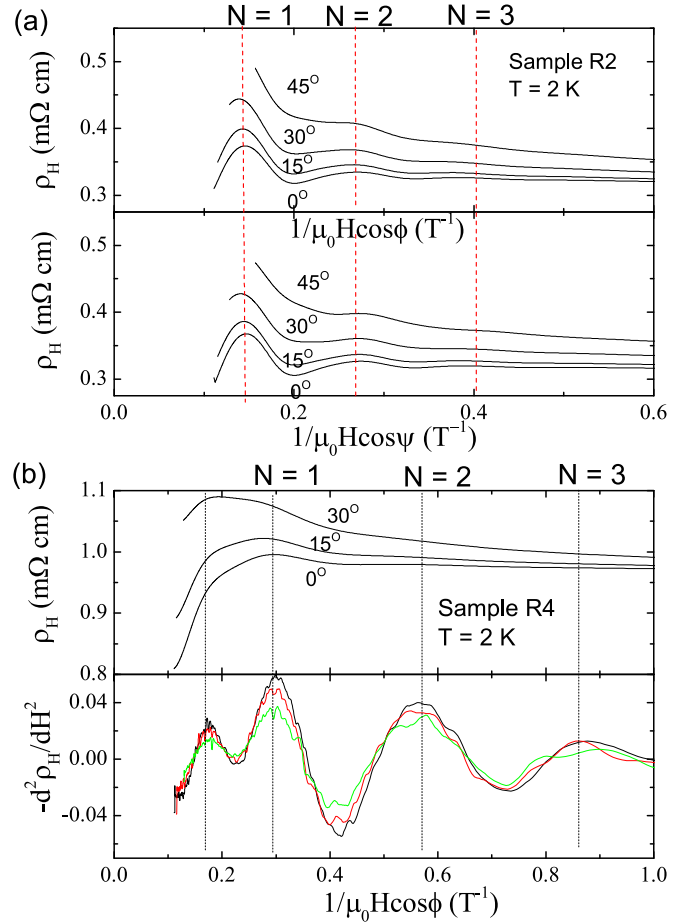 (a)
N = 1 N = 2 N = 3
Sample R2
T = 2 K
45°
30°
15°
0°
ρH (mΩ cm)
0.4
0.3
1/μ0Hcosϕ (T-1)
45°
30°
15°
0°
ρH (mΩ cm)
0.4
0.3
0.0 0.2 0.4 0.6
1/μ0Hcosψ (T-1)
(b)
N = 1 N = 2 N = 3
1.1
1.0
0.9
0.8
ρH (mΩ cm)
30°
15°
0°
Sample R4
T = 2 K
0.04
0.00
-0.04
-d2ρH/dH2
0.0 0.2 0.4 0.6 0.8 1.0
1/μ0Hcosϕ (T-1)